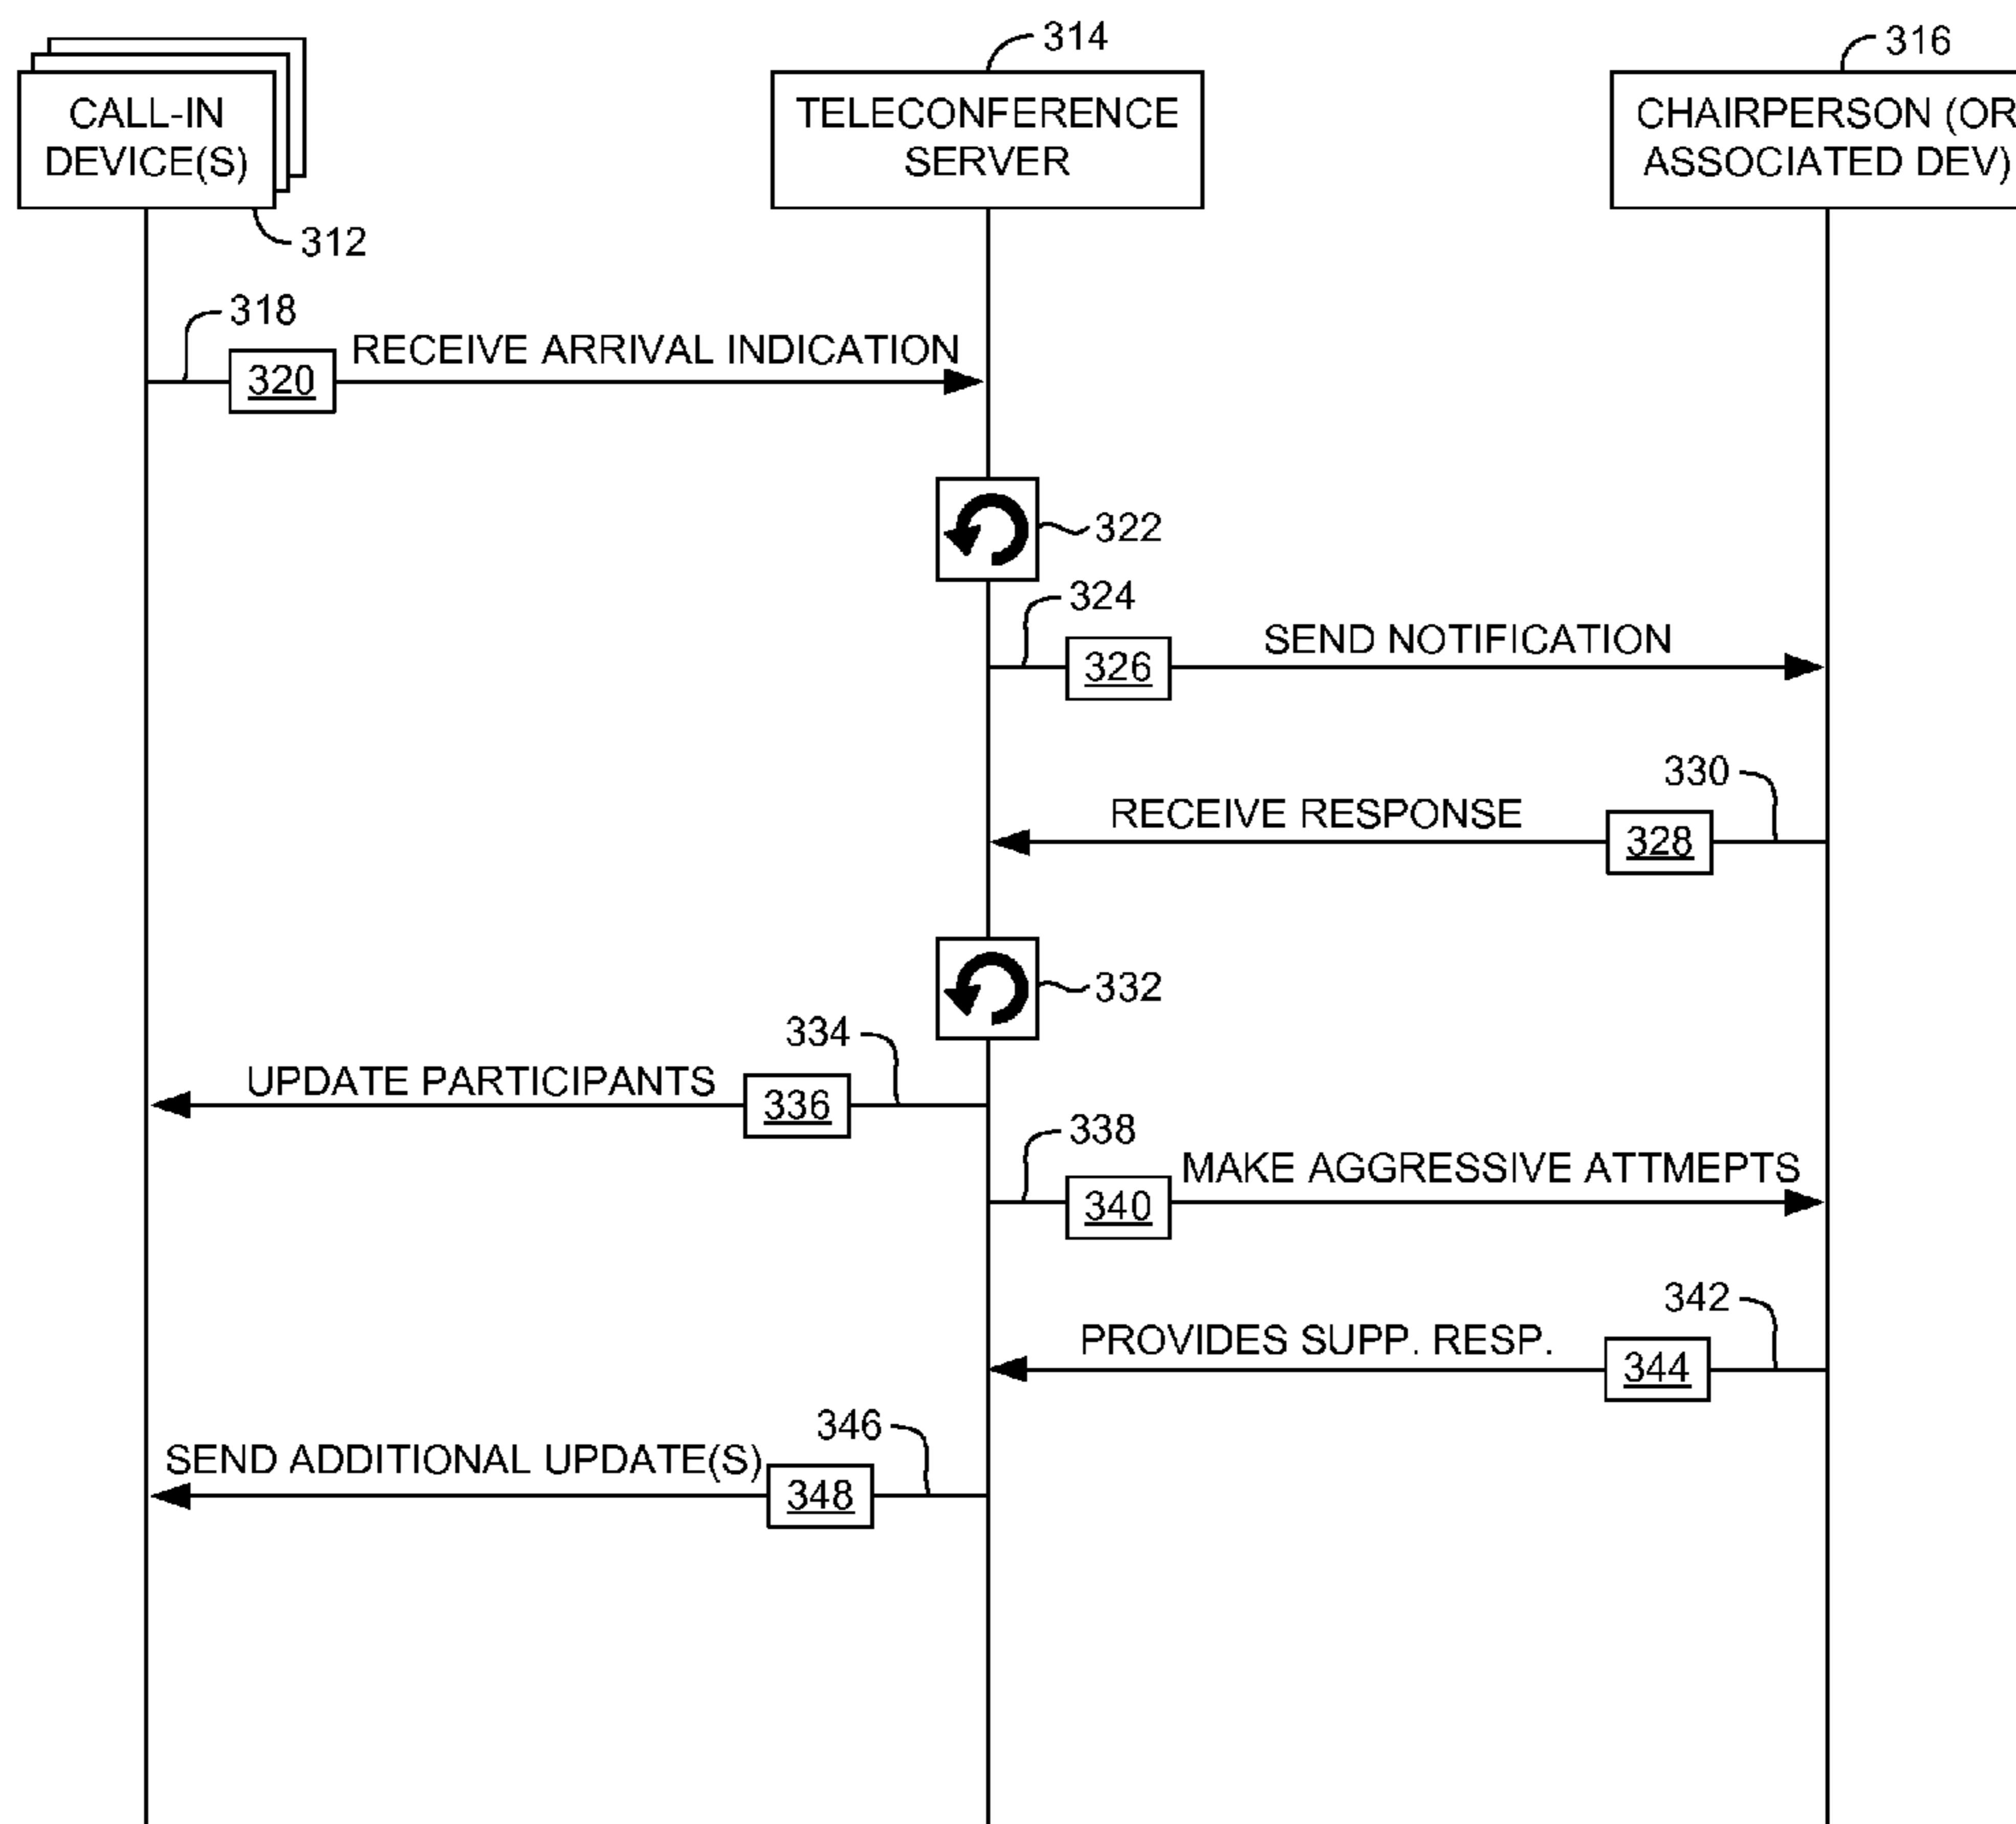 314
316
CALL-IN
DEVICE(S)
TELECONFERENCE
SERVER
CHAIRPERSON (OR
ASSOCIATED DEV)
312
318
320
RECEIVE ARRIVAL INDICATION
322
324
326
SEND NOTIFICATION
330
RECEIVE RESPONSE
328
332
334
UPDATE PARTICIPANTS
336
338
340
MAKE AGGRESSIVE ATTMEPTS
342
PROVIDES SUPP. RESP.
344
346
SEND ADDITIONAL UPDATE(S)
348